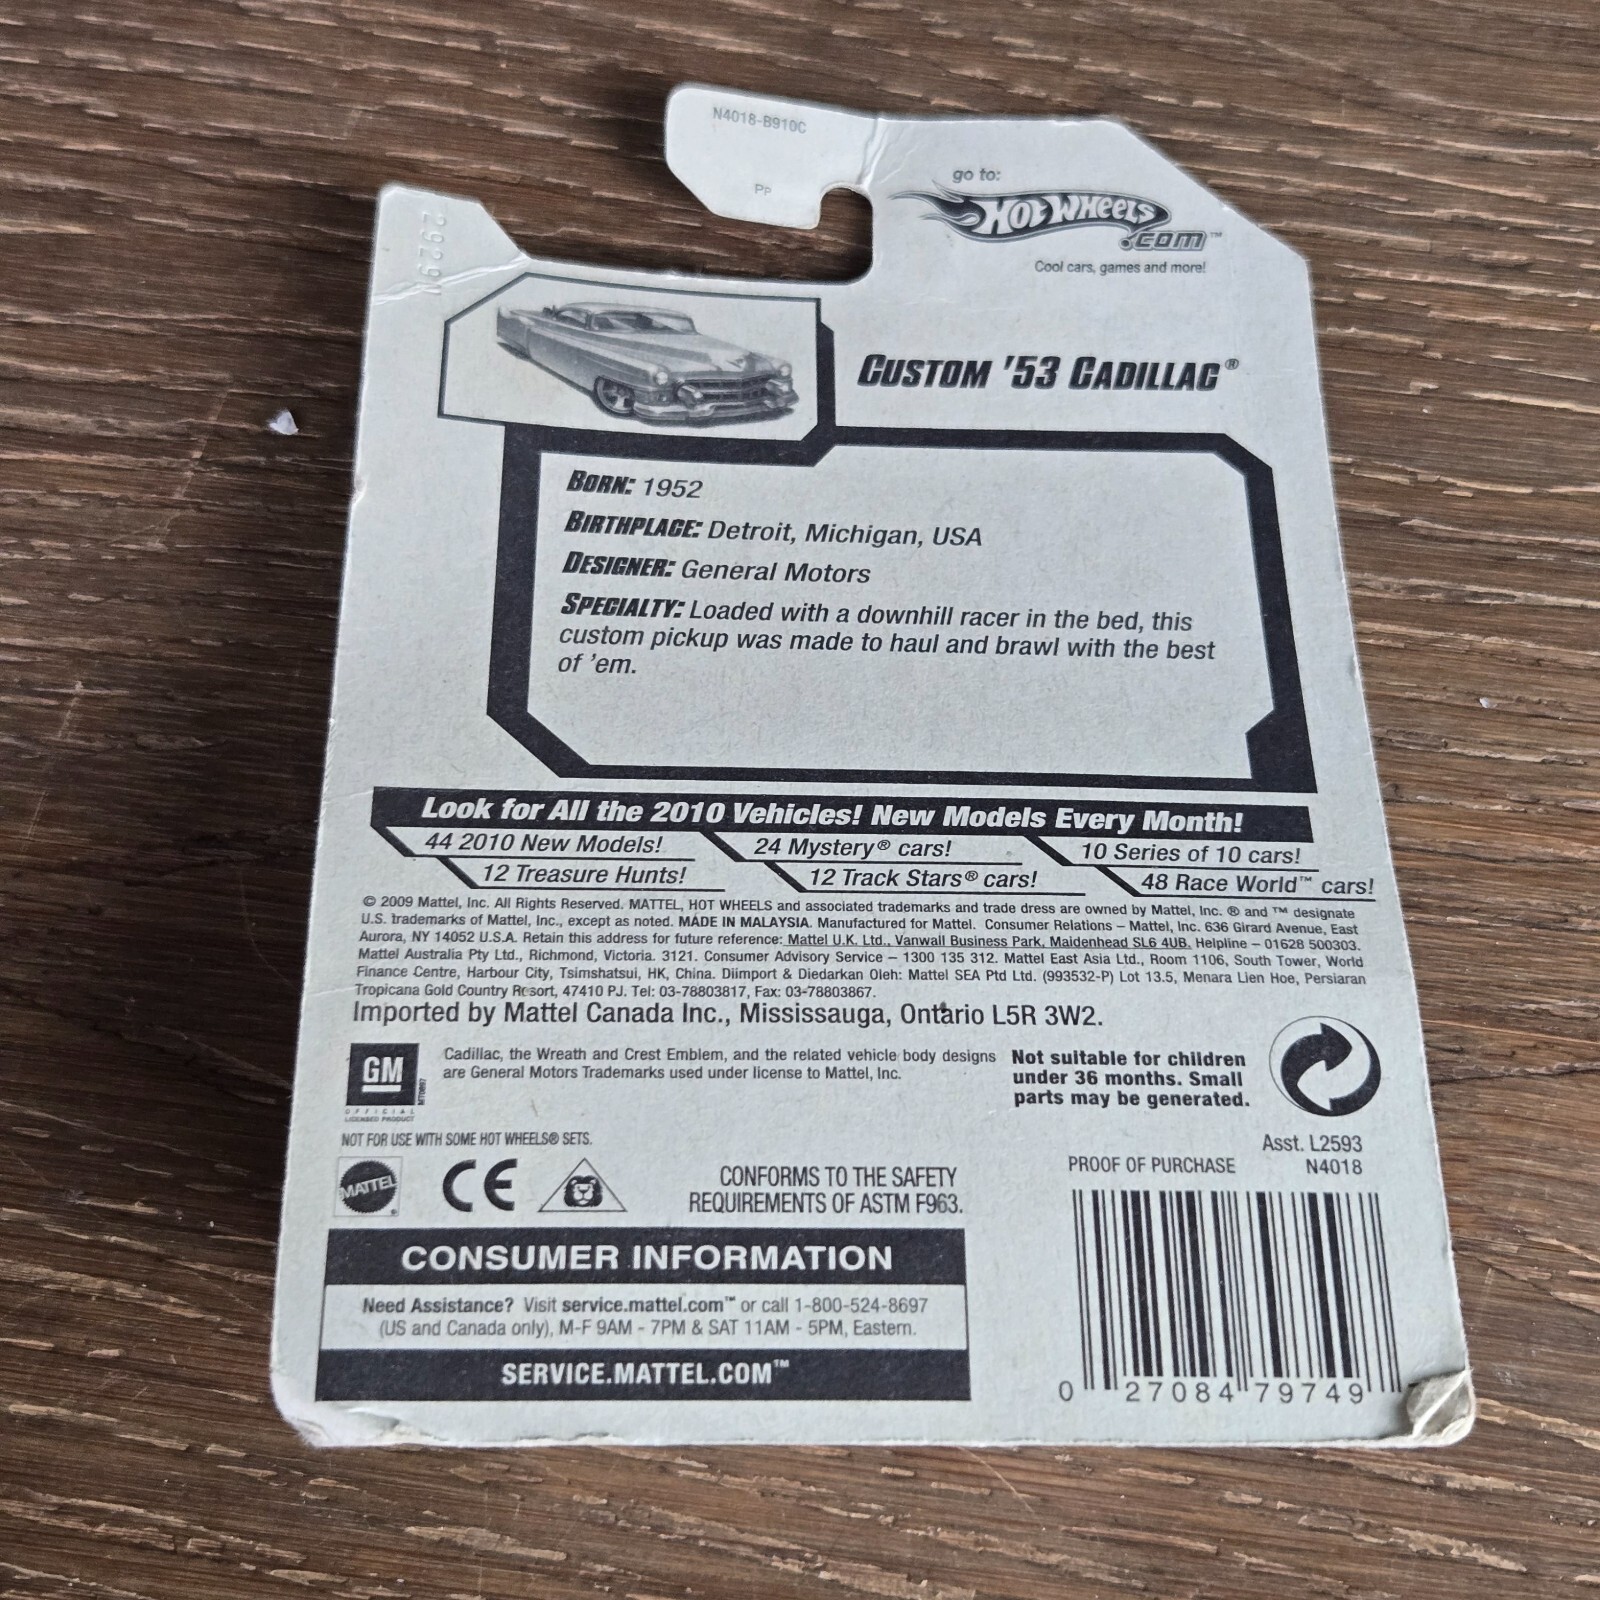 N4018-B910C
PP
29291
go to:
HOT WHEELS
.COM™
Cool cars, games and more!
CUSTOM '53 CADILLAC®
BORN: 1952
BIRTHPLACE: Detroit, Michigan, USA
DESIGNER: General Motors
SPECIALTY: Loaded with a downhill racer in the bed, this
custom pickup was made to haul and brawl with the best
of 'em.
Look for All the 2010 Vehicles! New Models Every Month!
44 2010 New Models!
24 Mystery® cars!
10 Series of 10 cars!
12 Treasure Hunts!
12 Track Stars® cars!
48 Race World™ cars!
© 2009 Mattel, Inc. All Rights Reserved. MATTEL, HOT WHEELS and associated trademarks and trade dress are owned by Mattel, Inc. ® and ™ designate
U.S. trademarks of Mattel, Inc., except as noted. MADE IN MALAYSIA. Manufactured for Mattel. Consumer Relations – Mattel, Inc. 636 Girard Avenue, East
Aurora, NY 14052 U.S.A. Retain this address for future reference: Mattel U.K. Ltd., Vanwall Business Park, Maidenhead SL6 4UB, Helpline – 01628 500303.
Mattel Australia Pty Ltd., Richmond, Victoria. 3121. Consumer Advisory Service – 1300 135 312. Mattel East Asia Ltd., Room 1106, South Tower, World
Finance Centre, Harbour City, Tsimshatsui, HK, China. Diimport & Diedarkan Oleh: Mattel SEA Ptd Ltd. (993532-P) Lot 13.5, Menara Lien Hoe, Persiaran
Tropicana Gold Country Resort, 47410 PJ. Tel: 03-78803817, Fax: 03-78803867.
Imported by Mattel Canada Inc., Mississauga, Ontario L5R 3W2.
GM
OFFICIAL
LICENSED PRODUCT
Cadillac, the Wreath and Crest Emblem, and the related vehicle body designs
are General Motors Trademarks used under license to Mattel, Inc.
Not suitable for children
under 36 months. Small
parts may be generated.
NOT FOR USE WITH SOME HOT WHEELS® SETS.
MATTEL
CE
CONFORMS TO THE SAFETY
REQUIREMENTS OF ASTM F963.
Asst. L2593
PROOF OF PURCHASE N4018
CONSUMER INFORMATION
Need Assistance? Visit service.mattel.com™ or call 1-800-524-8697
(US and Canada only), M-F 9AM - 7PM & SAT 11AM - 5PM, Eastern.
SERVICE.MATTEL.COM™
0 27084 79749